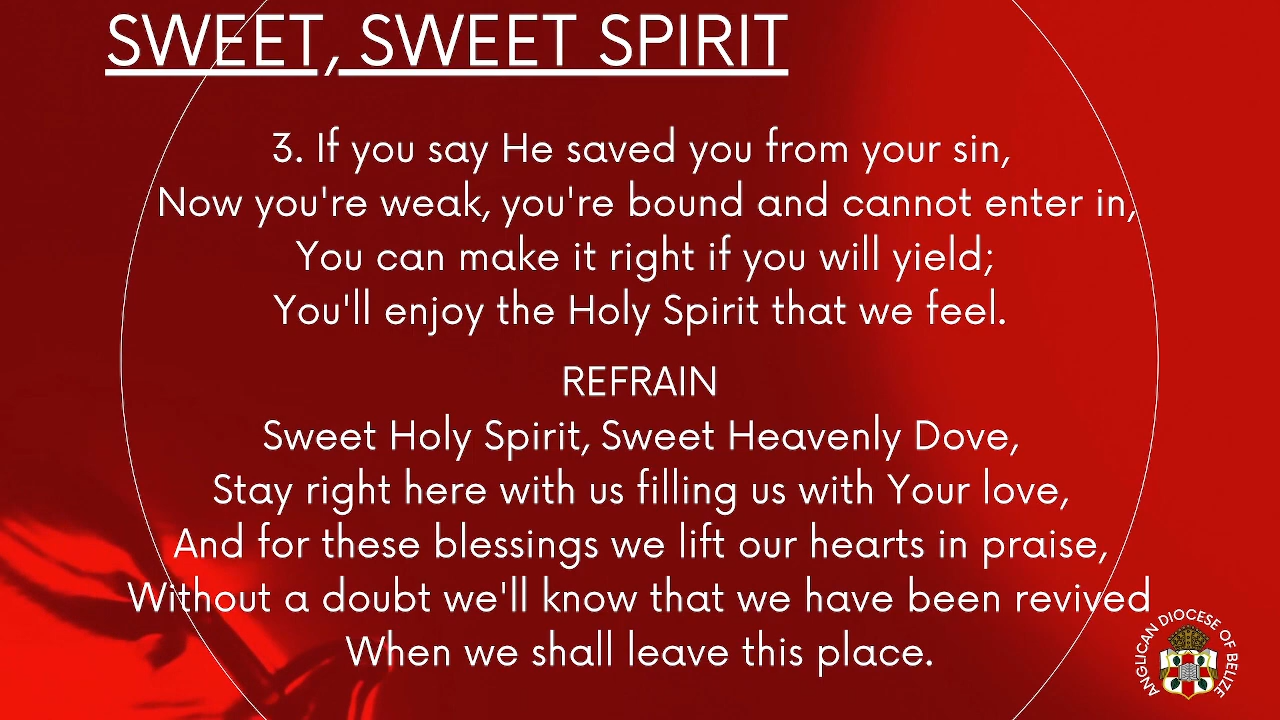 SWEET, SWEET SPIRIT
3. If you say He saved you from your sin,
Now you're weak, you're bound and cannot enter in,
You can make it right if you will yield;
You'll enjoy the Holy Spirit that we feel.
REFRAIN
Sweet Holy Spirit, Sweet Heavenly Dove,
Stay right here with us filling us with Your love,
And for these blessings we lift our hearts in praise,
Without a doubt we'll know that we have been revived
When we shall leave this place.
ANGLICAN DIOCESE OF BELIZE